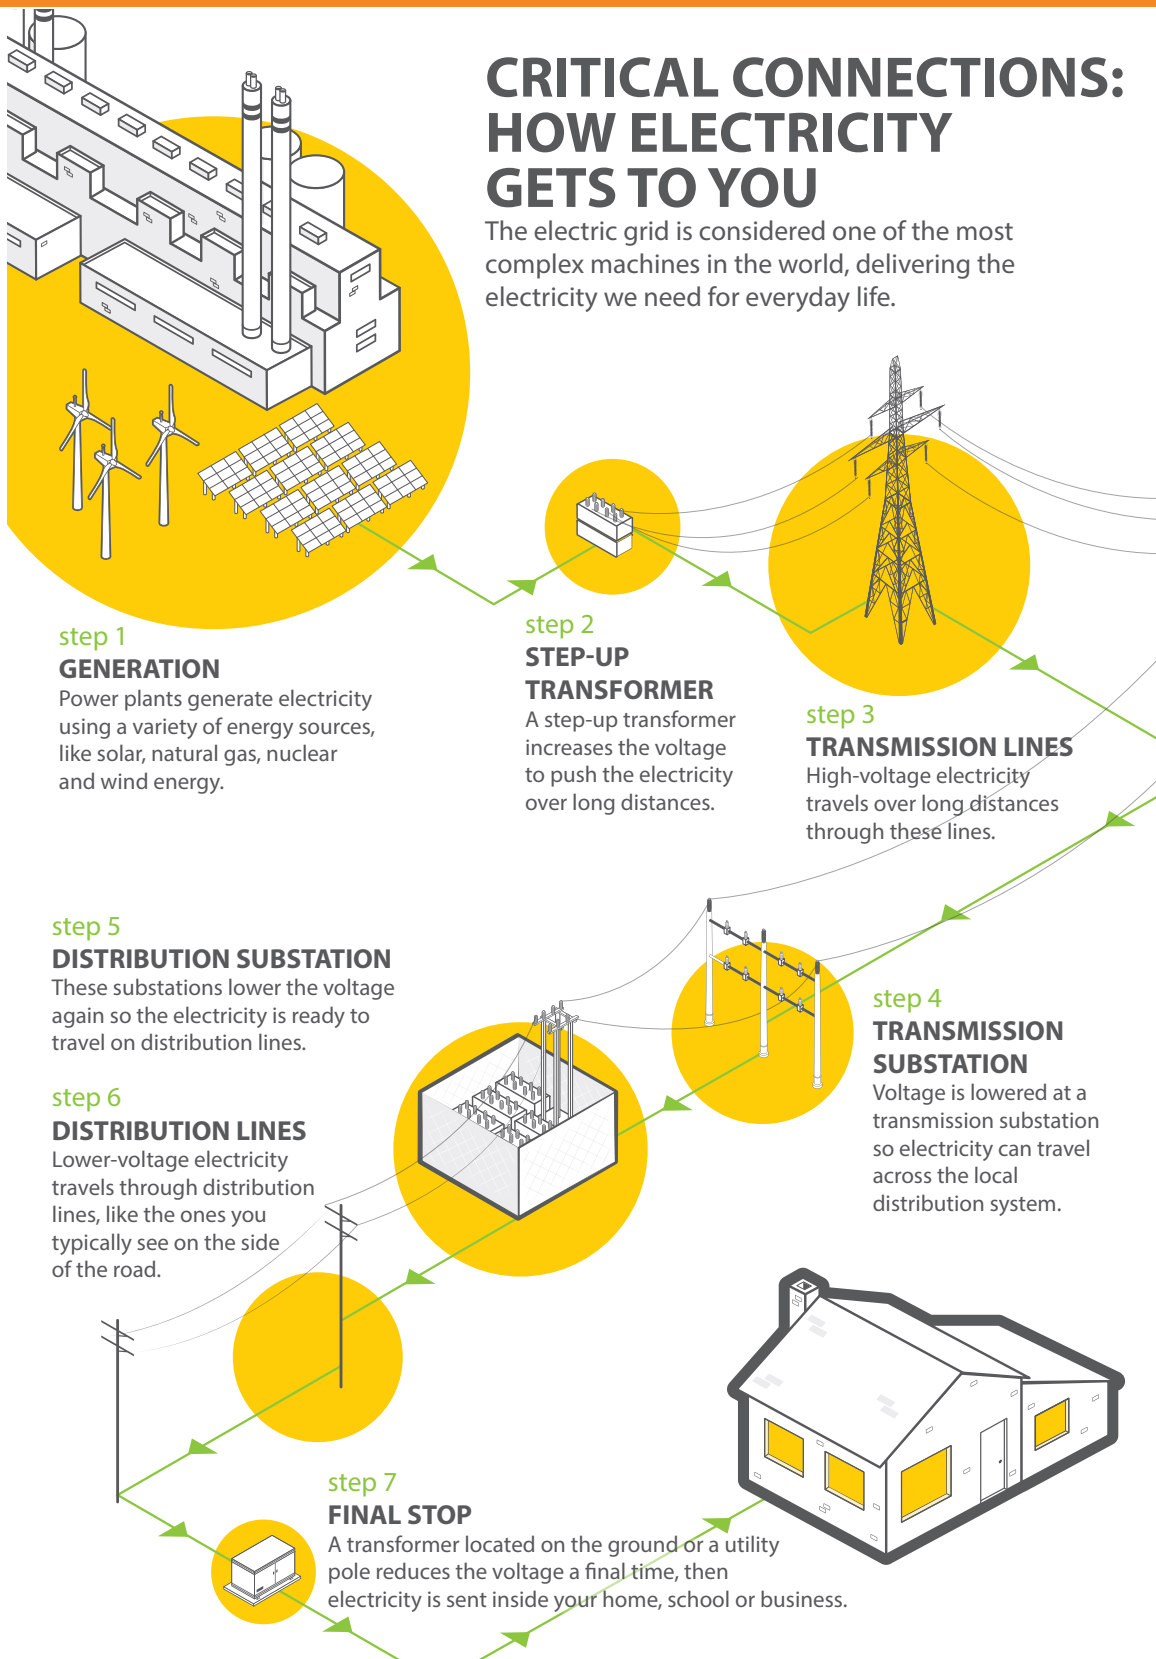 CRITICAL CONNECTIONS:
HOW ELECTRICITY
GETS TO YOU
The electric grid is considered one of the most
complex machines in the world, delivering the
electricity we need for everyday life.
step 1
GENERATION
Power plants generate electricity
using a variety of energy sources,
like solar, natural gas, nuclear
and wind energy.
step 2
STEP-UP
TRANSFORMER
A step-up transformer
increases the voltage
to push the electricity
over long distances.
step 3
TRANSMISSION LINES
High-voltage electricity
travels over long distances
through these lines.
step 4
TRANSMISSION
SUBSTATION
Voltage is lowered at a
transmission substation
so electricity can travel
across the local
distribution system.
step 5
DISTRIBUTION SUBSTATION
These substations lower the voltage
again so the electricity is ready to
travel on distribution lines.
step 6
DISTRIBUTION LINES
Lower-voltage electricity
travels through distribution
lines, like the ones you
typically see on the side
of the road.
step 7
FINAL STOP
A transformer located on the ground or a utility
pole reduces the voltage a final time, then
electricity is sent inside your home, school or business.